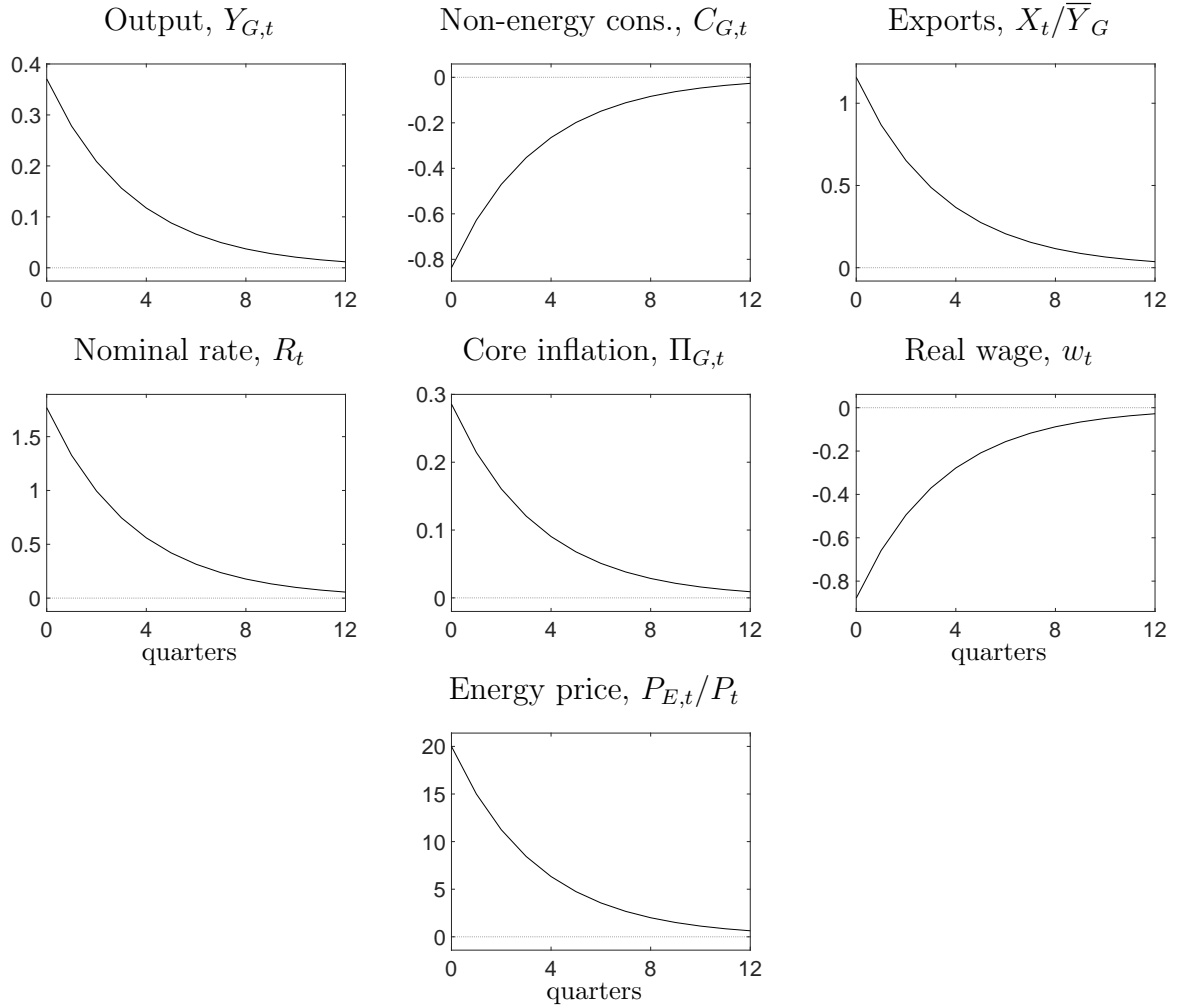 Output, Y_{G,t} Non-energy cons., C_{G,t} Exports, X_t/\overline{Y}_G
0.4
0.3
0.2
0.1
0
0 4 8 12
0
-0.2
-0.4
-0.6
-0.8
0 4 8 12
1
0.5
0
0 4 8 12
Nominal rate, R_t Core inflation, Π_{G,t} Real wage, w_t
1.5
1
0.5
0
0 4 8 12
quarters
0.3
0.2
0.1
0
0 4 8 12
0
-0.2
-0.4
-0.6
-0.8
0 4 8 12
quarters
Energy price, P_{E,t}/P_t
20
15
10
5
0
0 4 8 12
quarters